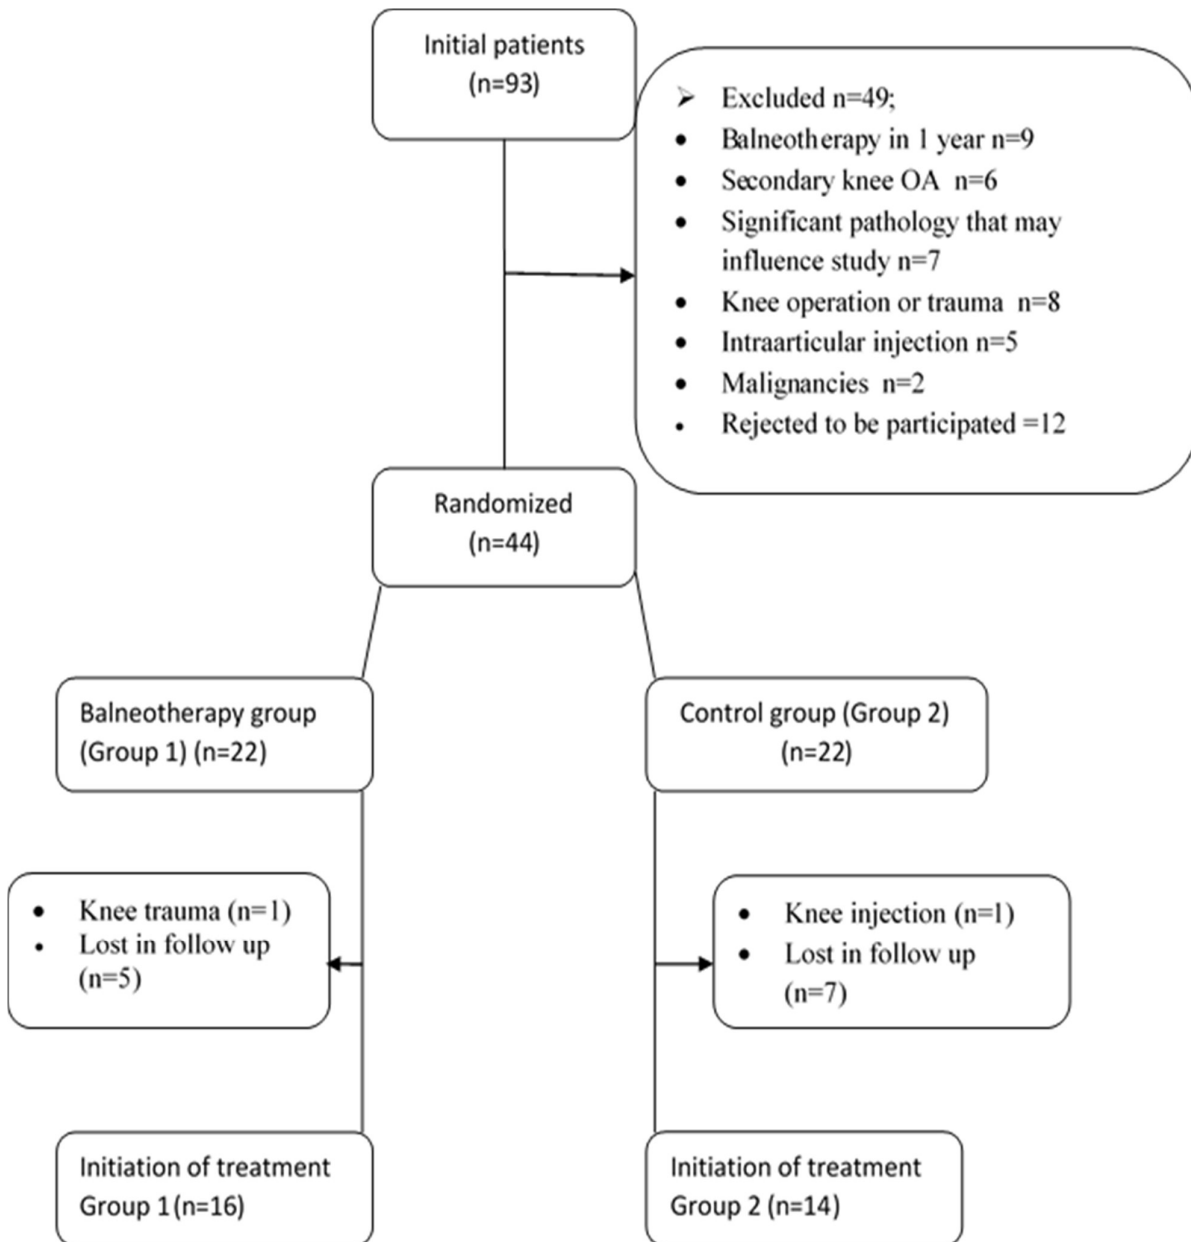 Initial patients
(n=93)
➢ Excluded n=49;
• Balneotherapy in 1 year n=9
• Secondary knee OA n=6
• Significant pathology that may
influence study n=7
• Knee operation or trauma n=8
• Intraarticular injection n=5
• Malignancies n=2
• Rejected to be participated =12
Randomized
(n=44)
Balneotherapy group
(Group 1) (n=22)
Control group (Group 2)
(n=22)
• Knee trauma (n=1)
• Lost in follow up
(n=5)
• Knee injection (n=1)
• Lost in follow up
(n=7)
Initiation of treatment
Group 1 (n=16)
Initiation of treatment
Group 2 (n=14)